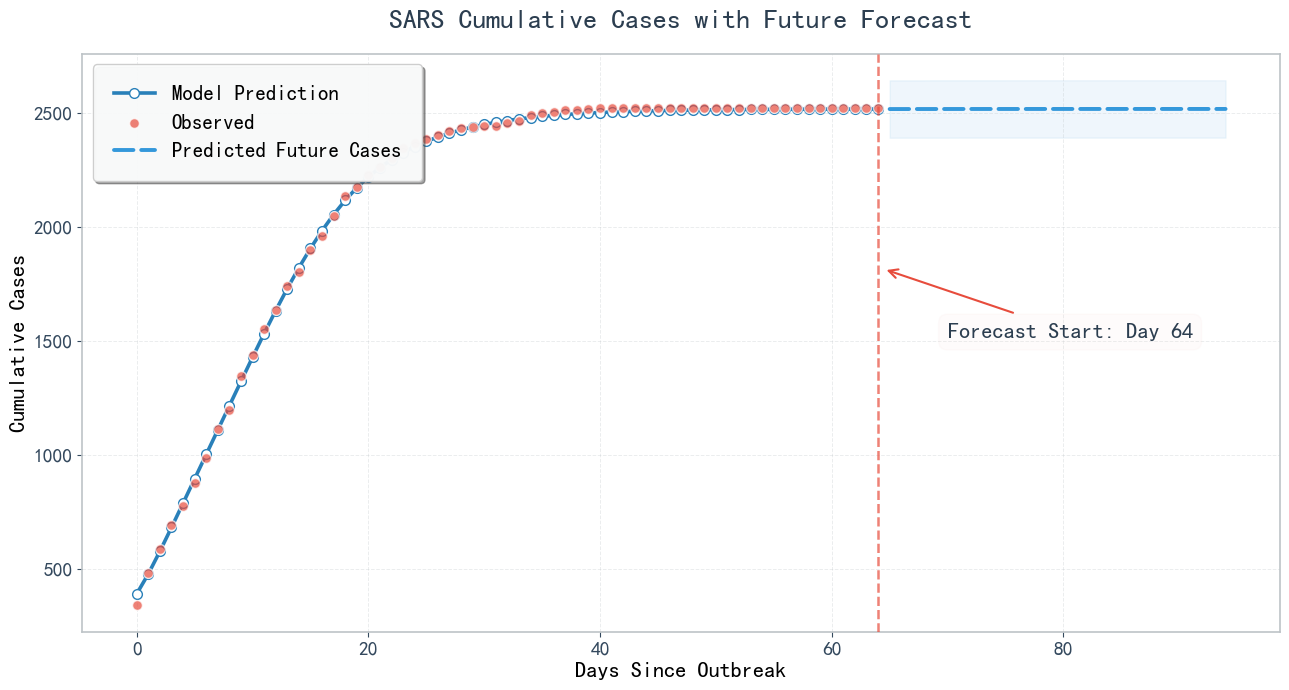 SARS Cumulative Cases with Future Forecast
Model Prediction
Observed
Predicted Future Cases
2500
2000
1500
1000
500
Cumulative Cases
Forecast Start: Day 64
0
20
40
60
80
Days Since Outbreak